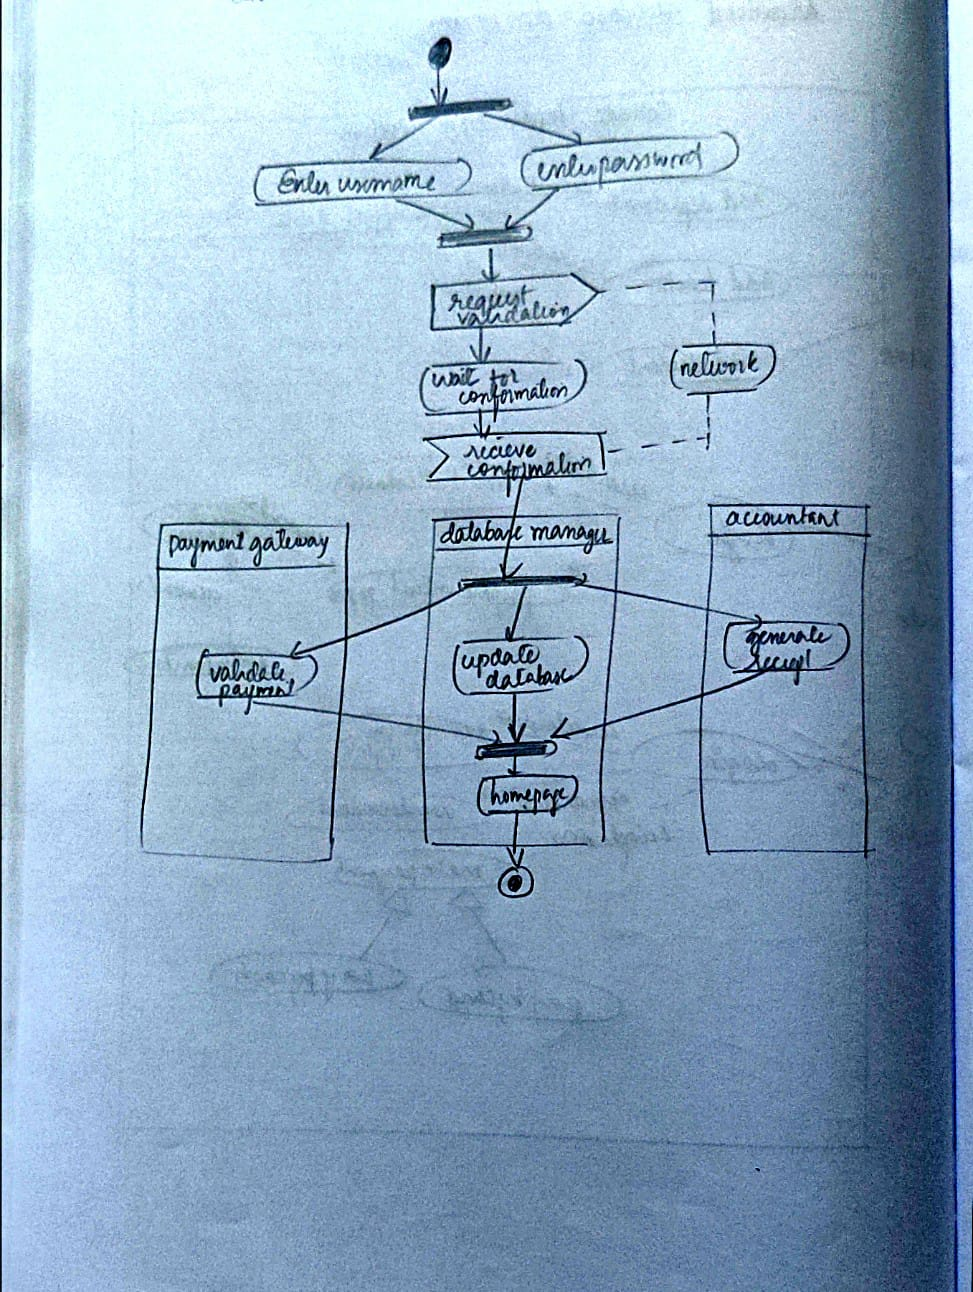 Enter username
enter password
request
validation
wait for
conformation
network
recieve
conformation
payment gateway
database manager
accountant
validate
payment
update
database
generate
homepage